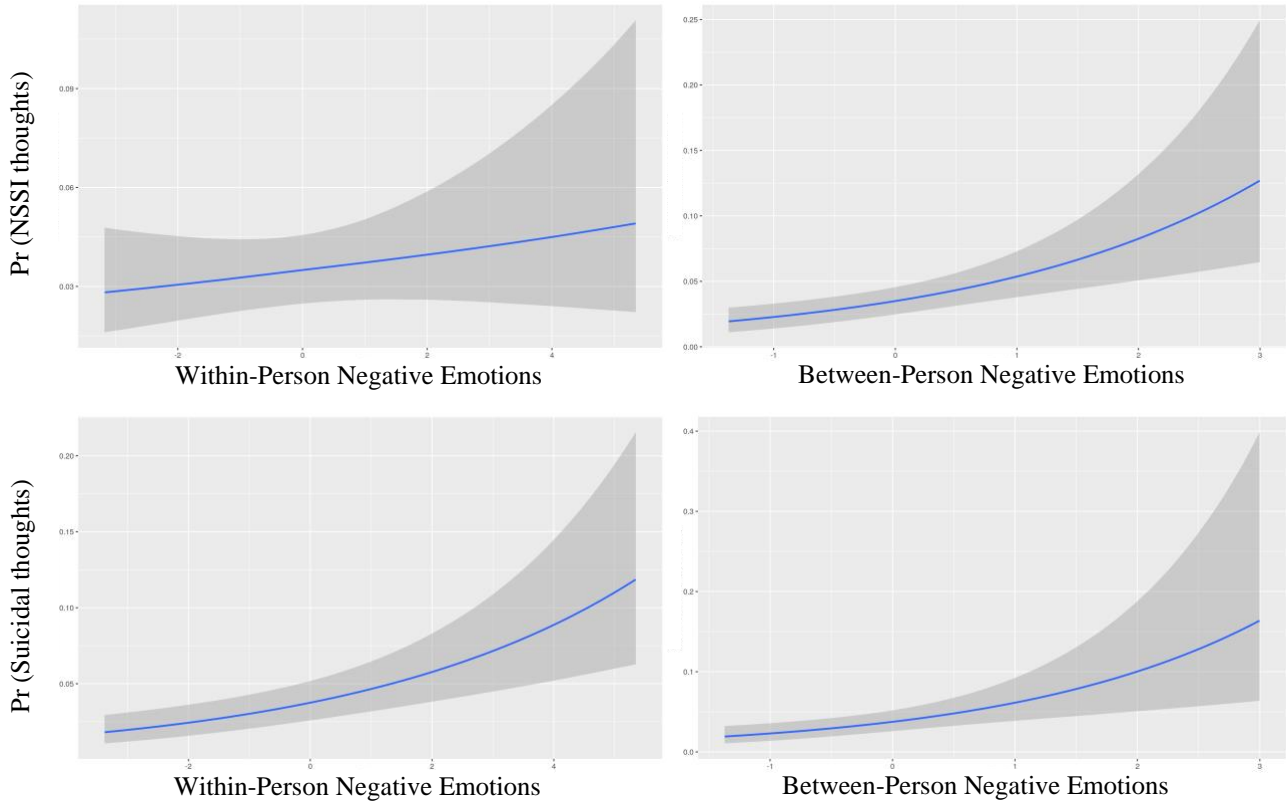 Pr (NSSI thoughts)
0.09
0.06
0.03
-2 0 2 4
Within-Person Negative Emotions
0.25
0.20
0.15
0.10
0.05
0.00
-1 0 1 2 3
Between-Person Negative Emotions
Pr (Suicidal thoughts)
0.20
0.15
0.10
0.05
-2 0 2 4
Within-Person Negative Emotions
0.4
0.3
0.2
0.1
0.0
-1 0 1 2 3
Between-Person Negative Emotions